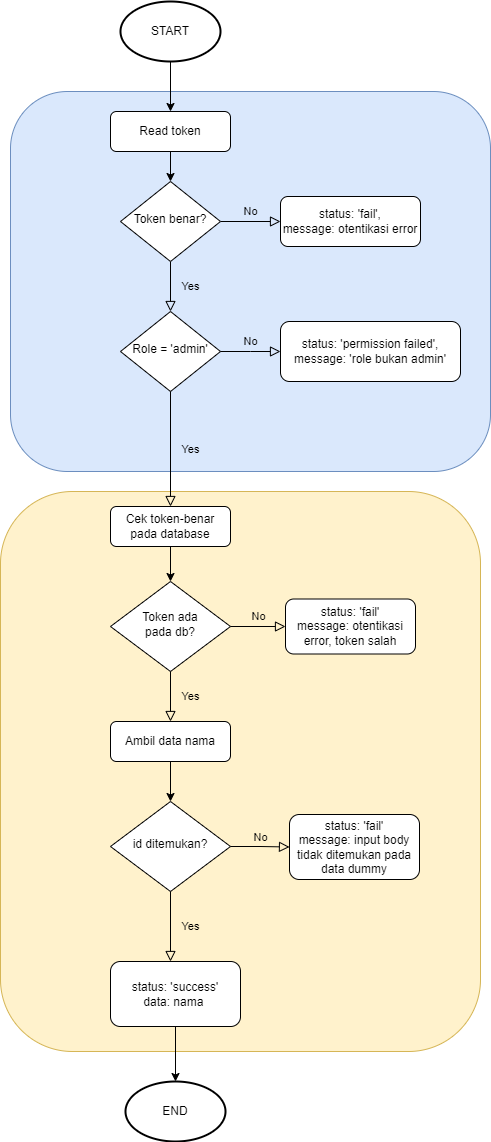 START
Read token
Token benar?
No
status: 'fail',
message: otentikasi error
Yes
Role = 'admin'
No
status: 'permission failed',
message: 'role bukan admin'
Yes
Cek token-benar
pada database
Token ada
pada db?
No
status: 'fail'
message: otentikasi
error, token salah
Yes
Ambil data nama
id ditemukan?
No
status: 'fail'
message: input body
tidak ditemukan pada
data dummy
Yes
status: 'success'
data: nama
END